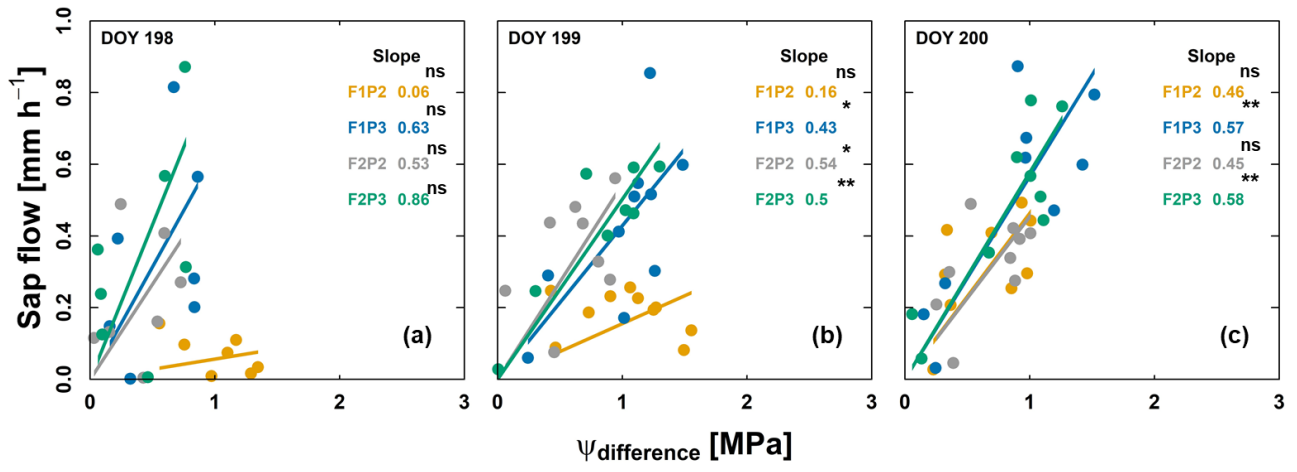 Sap flow [mm h⁻¹]
1.0
0.8
0.6
0.4
0.2
0.0
DOY 198
Slope
ns
F1P2 0.06
ns
F1P3 0.63
ns
F2P2 0.53
ns
F2P3 0.86
(a)
0 1 2 3
DOY 199
Slope
ns
F1P2 0.16
*
F1P3 0.43
*
F2P2 0.54
**
F2P3 0.5
(b)
0 1 2 3
DOY 200
Slope
ns
F1P2 0.46
**
F1P3 0.57
ns
F2P2 0.45
**
F2P3 0.58
(c)
0 1 2 3
Ψdifference [MPa]